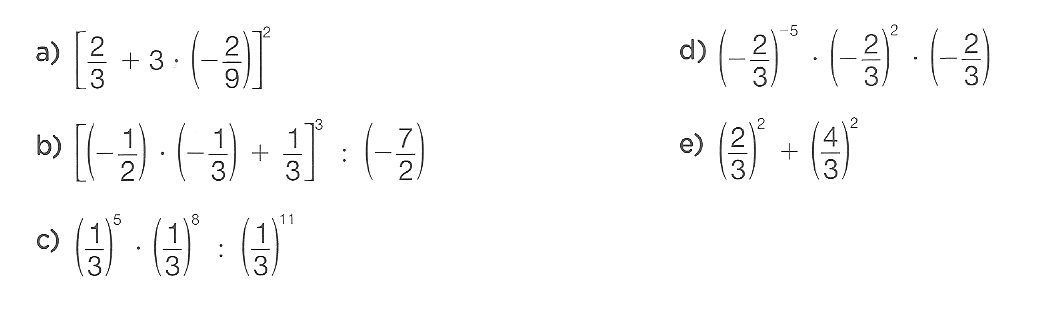 a) [2/3 + 3 · (−2/9)]²
b) [(−1/2) · (−1/3) + 1/3]³ : (−7/2)
c) (1/3)⁵ · (1/3)⁸ : (1/3)¹¹
d) (−2/3)⁻⁵ · (−2/3)² · (−2/3)
e) (2/3)² + (4/3)²